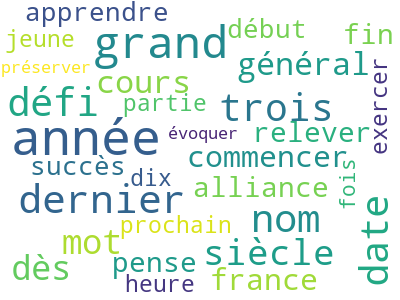 apprendre
début
jeune
grand
fin
préserver
général
cours
défi
partie
trois
exercer
année
évoquer
relever
succès
commencer
dix
alliance
fois
dernier
prochain
nom
date
mot
siècle
dès
pense
heure
france